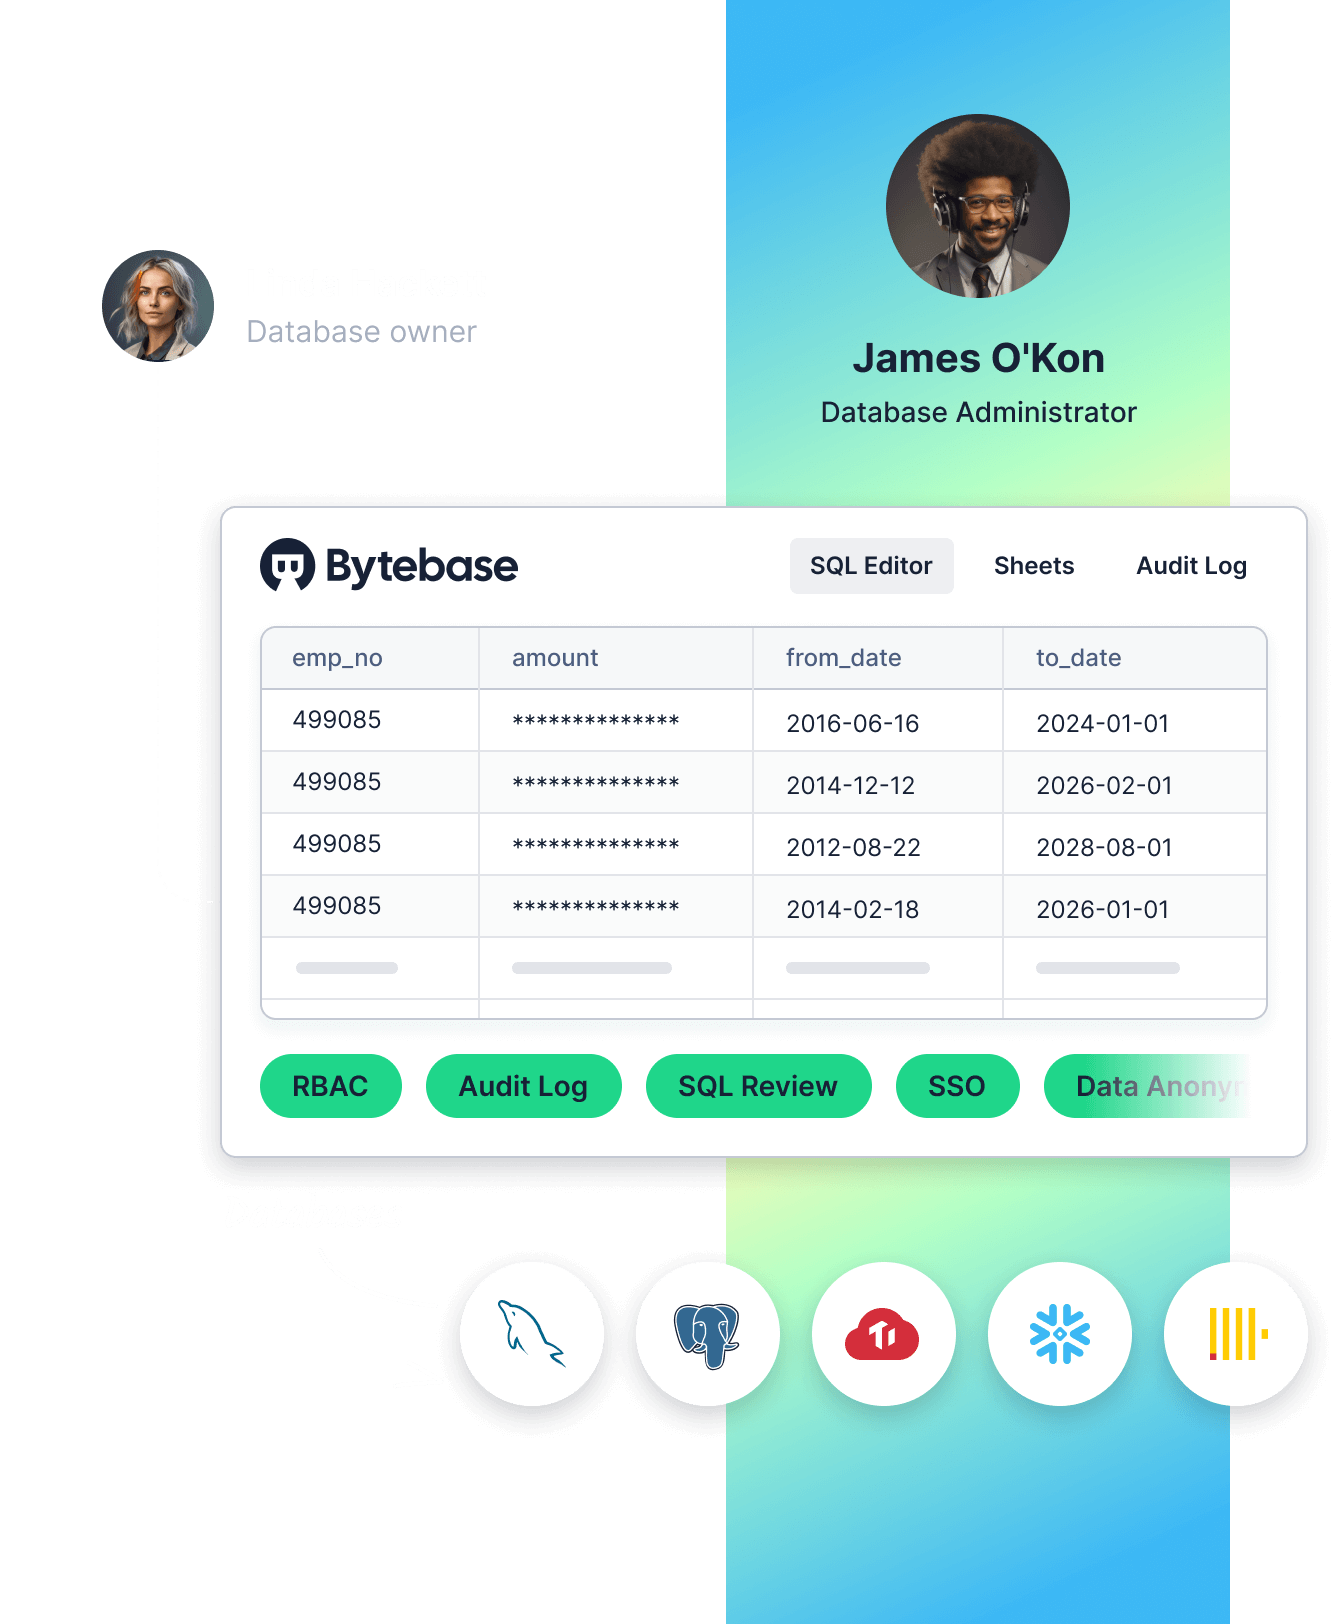 Database owner
James O'Kon
Database Administrator
Bytebase
SQL Editor Sheets Audit Log
emp_no amount from_date to_date
499085 ************** 2016-06-16 2024-01-01
499085 ************** 2014-12-12 2026-02-01
499085 ************** 2012-08-22 2028-08-01
499085 ************** 2014-02-18 2026-01-01
RBAC Audit Log SQL Review SSO Data Anonym